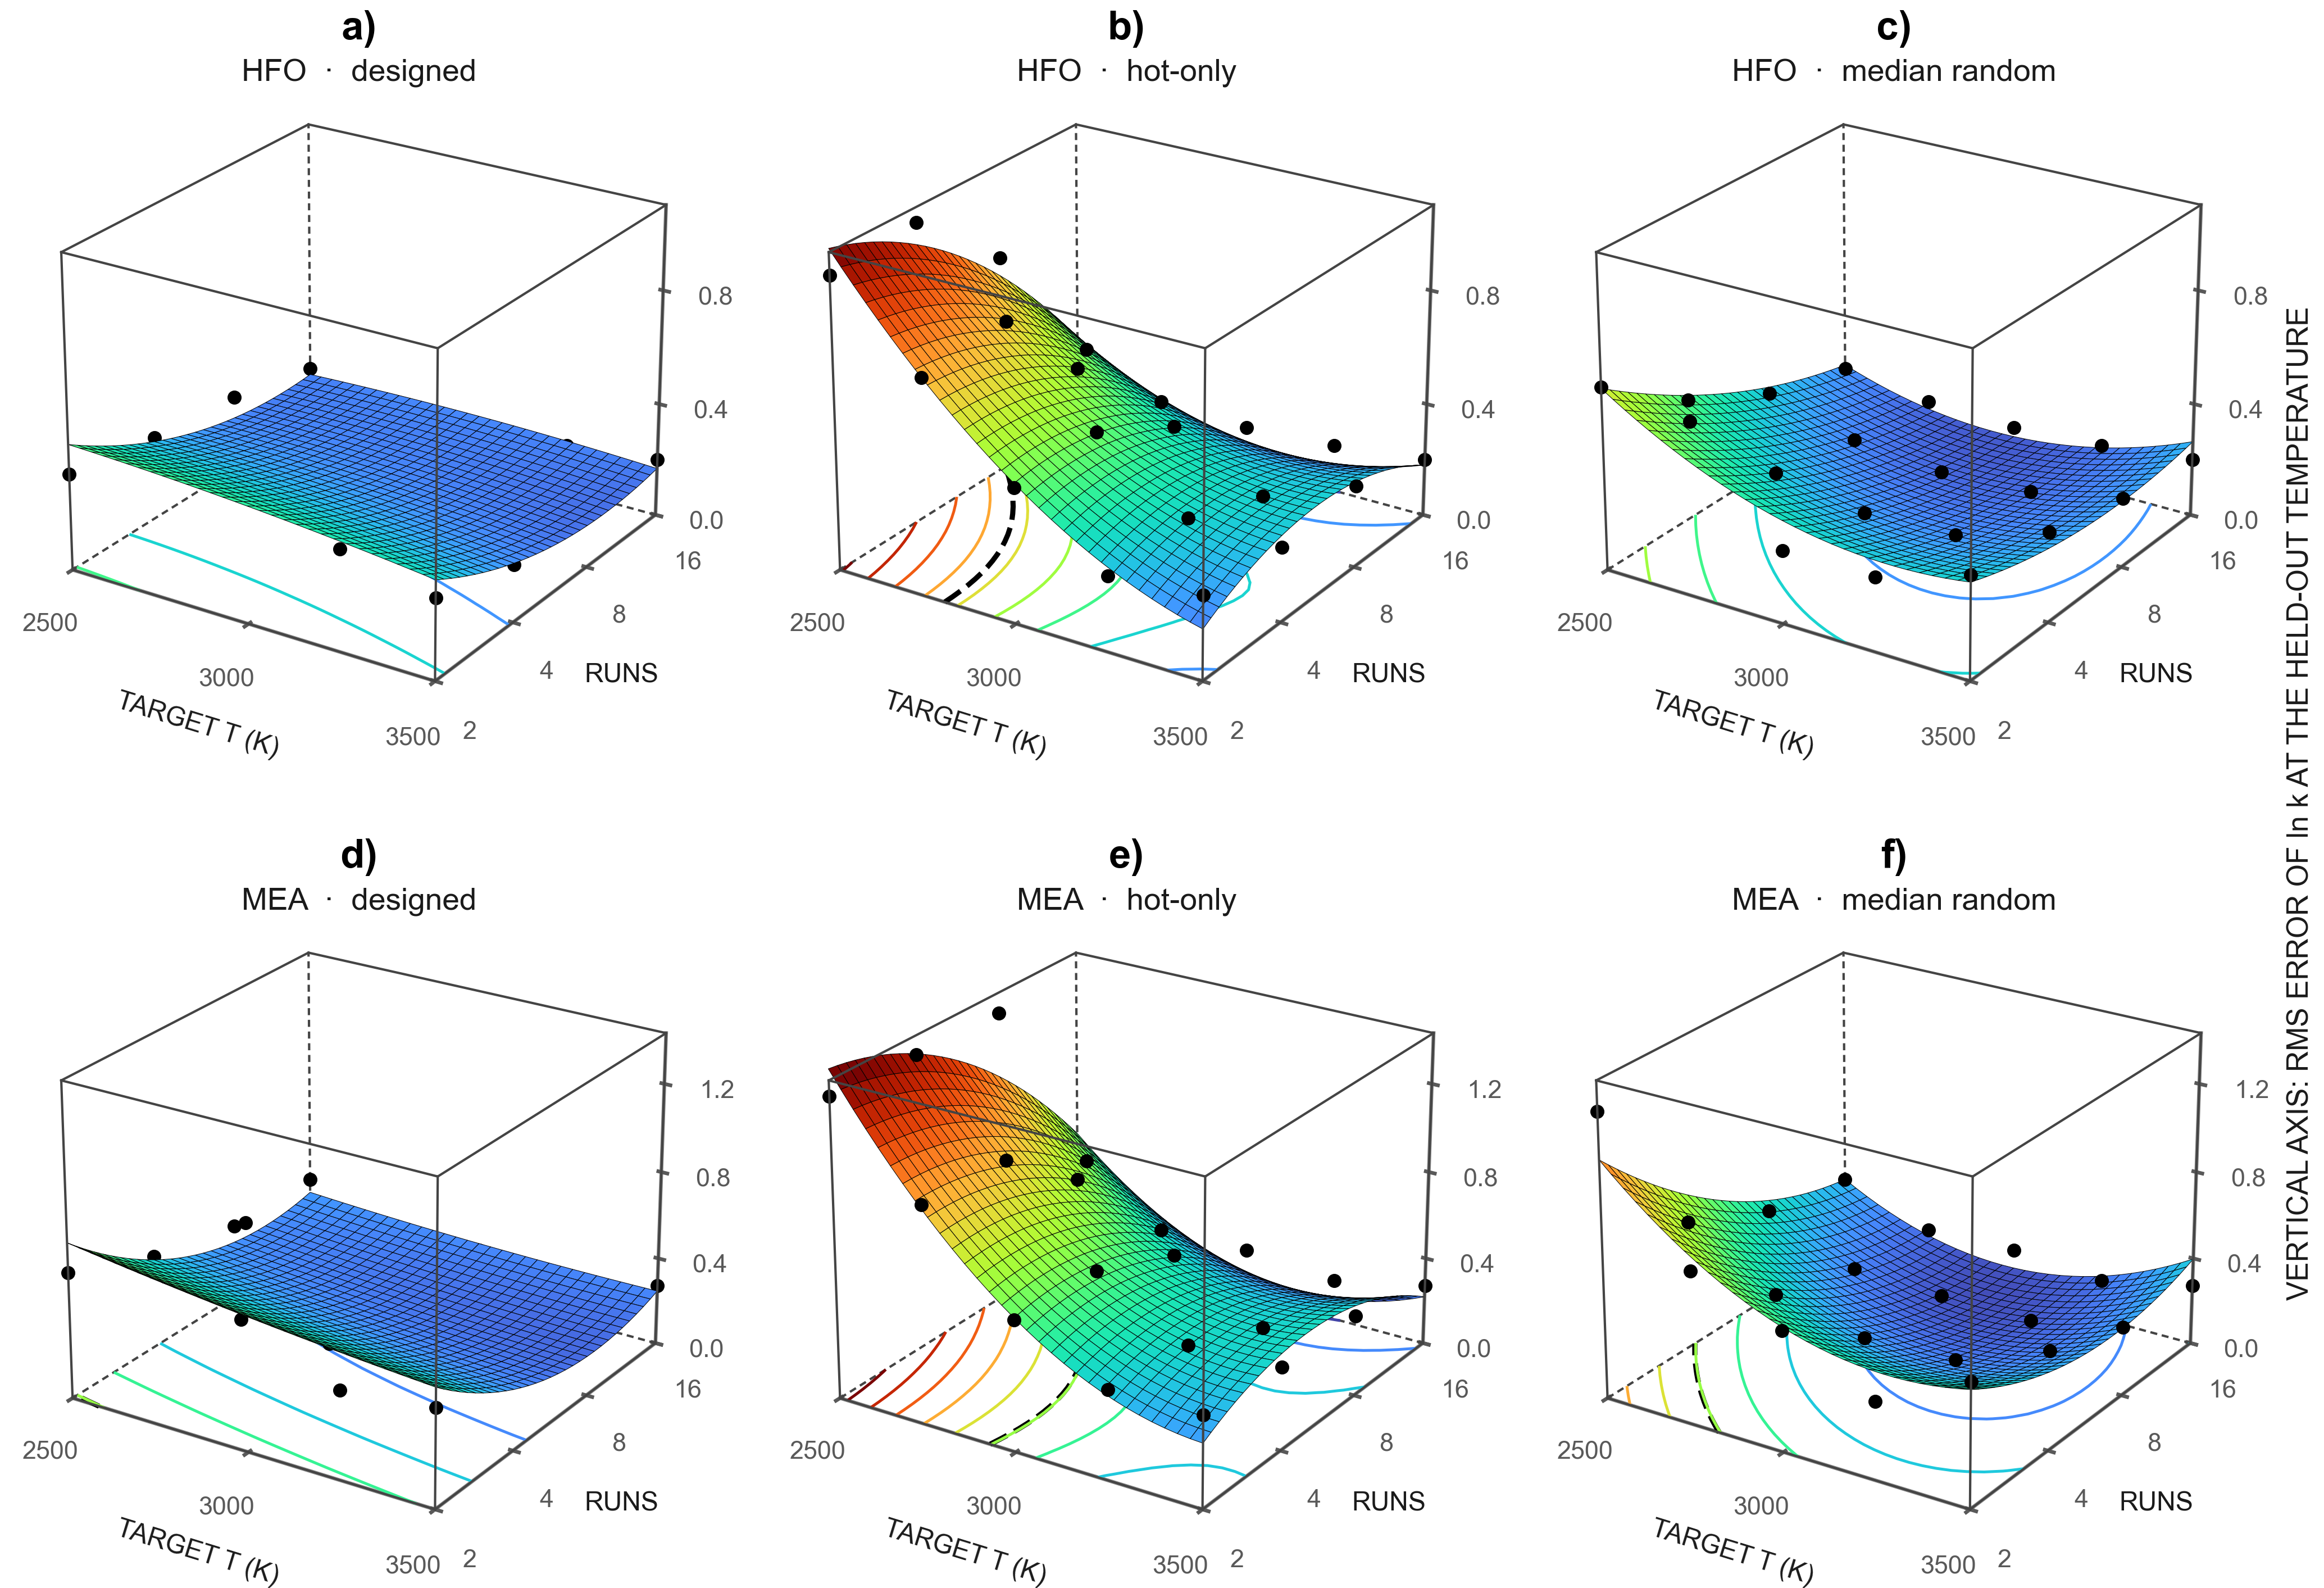 a)
HFO · designed
0.8
0.4
0.0
16
8
4
RUNS
2
2500
3000
3500
TARGET T (K)
b)
HFO · hot-only
0.8
0.4
0.0
16
8
4
RUNS
2
2500
3000
3500
TARGET T (K)
c)
HFO · median random
0.8
0.4
0.0
16
8
4
RUNS
2
2500
3000
3500
TARGET T (K)
d)
MEA · designed
1.2
0.8
0.4
0.0
16
8
4
RUNS
2
2500
3000
3500
TARGET T (K)
e)
MEA · hot-only
1.2
0.8
0.4
0.0
16
8
4
RUNS
2
2500
3000
3500
TARGET T (K)
f)
MEA · median random
1.2
0.8
0.4
0.0
16
8
4
RUNS
2
2500
3000
3500
TARGET T (K)
VERTICAL AXIS: RMS ERROR OF ln k AT THE HELD-OUT TEMPERATURE